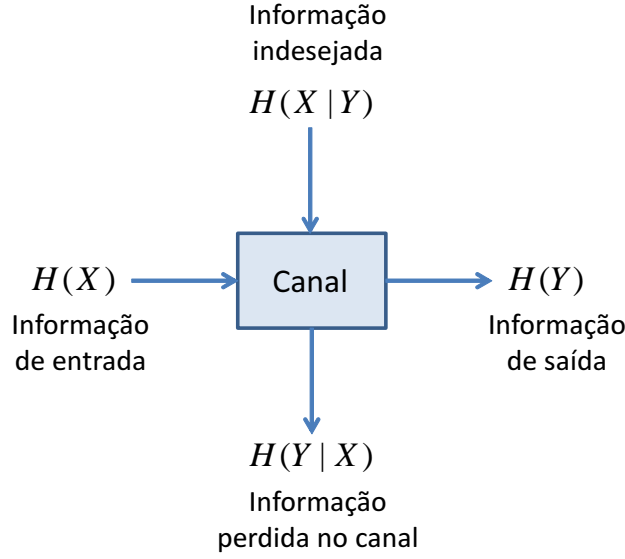 Informação
indesejada
H(X | Y)
H(X)
Canal
H(Y)
Informação
de entrada
Informação
de saída
H(Y | X)
Informação
perdida no canal